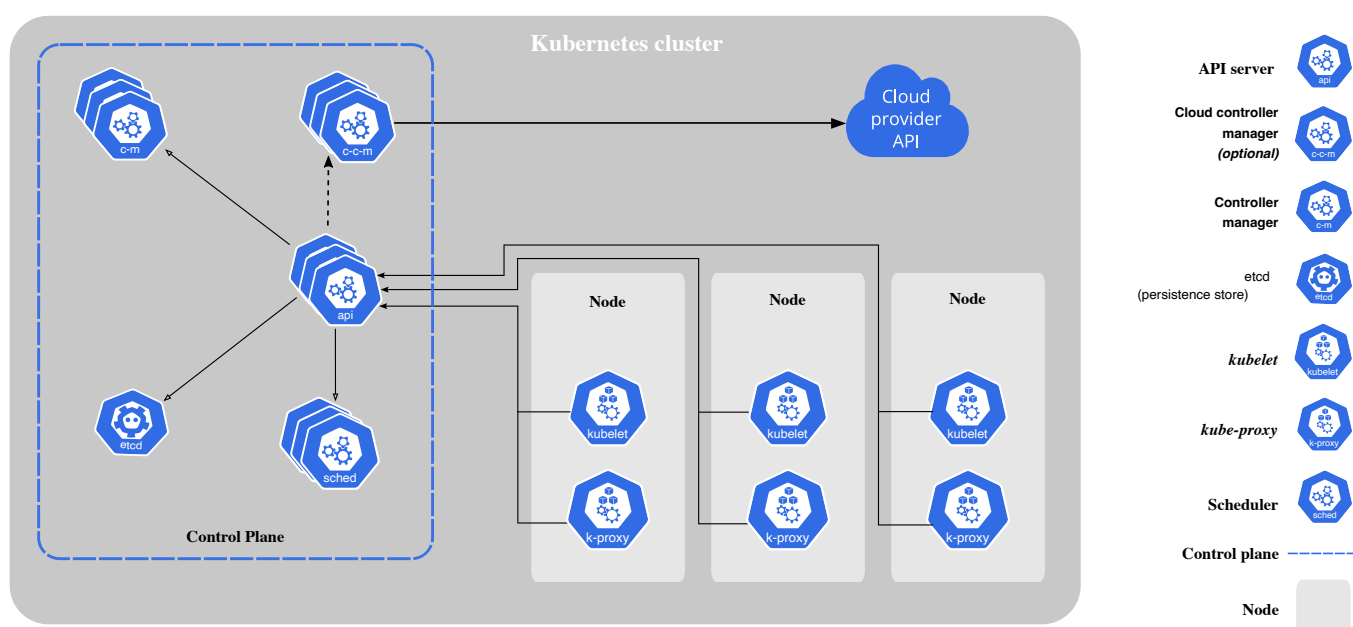 Kubernetes cluster
c-m
c-c-m
Cloud
provider
API
api
etcd
sched
Control Plane
Node
kubelet
k-proxy
Node
kubelet
k-proxy
Node
kubelet
k-proxy
API server
api
Cloud controller
manager
(optional)
c-c-m
Controller
manager
c-m
etcd
(persistence store)
etcd
kubelet
kubelet
kube-proxy
k-proxy
Scheduler
sched
Control plane
Node